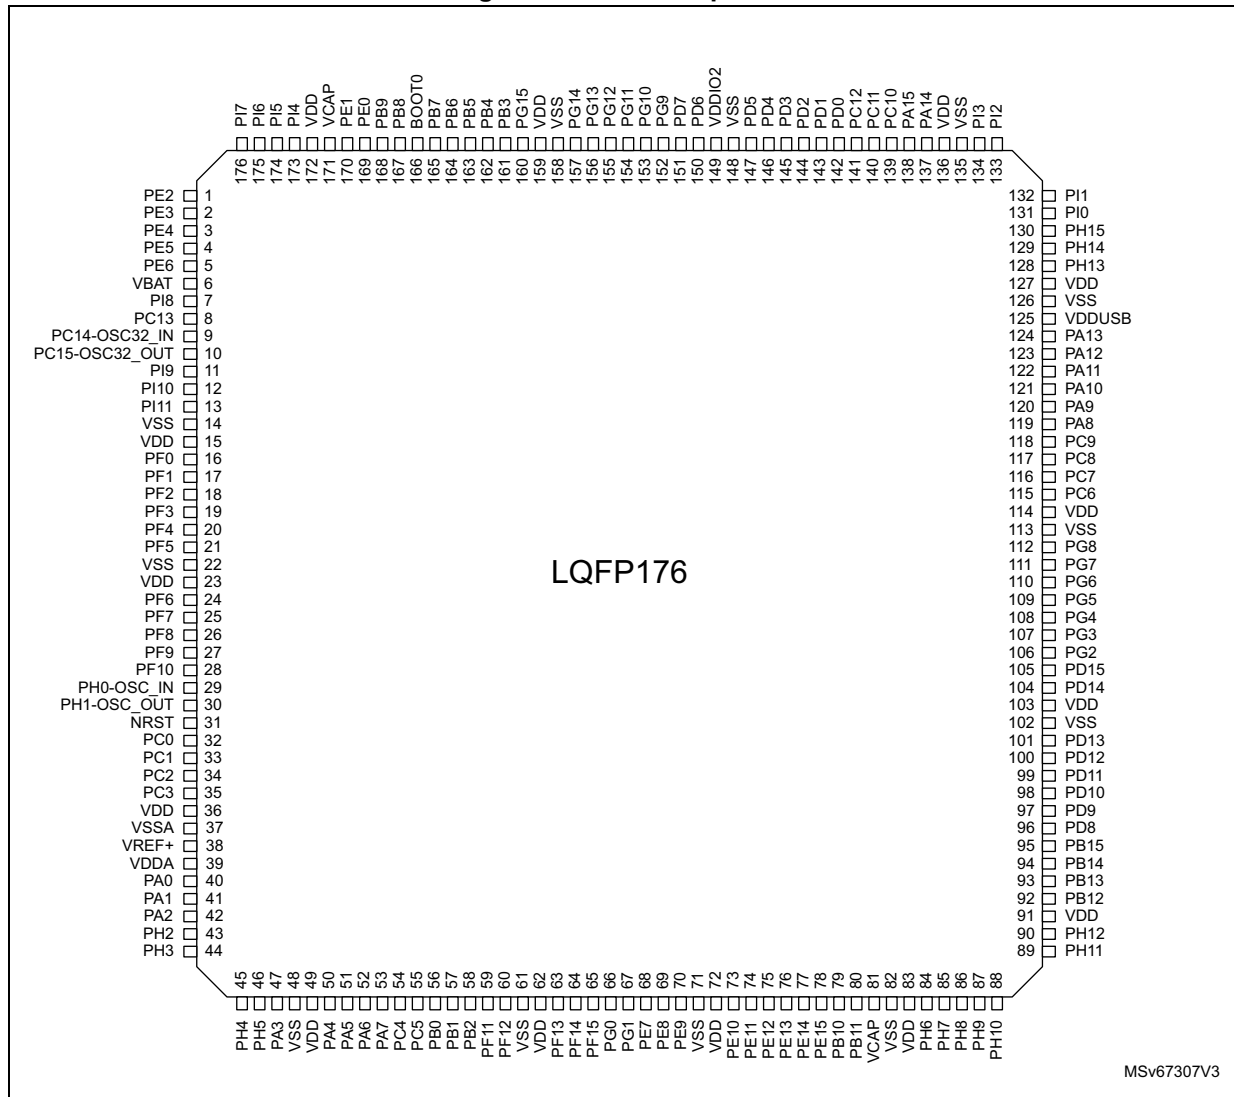 PI7 PI6 PI5 PI4 VDD VCAP PE1 PE0 PB9 PB8 BOOT0 PB7 PB6 PB5 PB4 PB3 PG15 VDD VSS PG14 PG13 PG12 PG11 PG10 PG9 PD7 PD6 VDDIO2 VSS PD5 PD4 PD3 PD2 PD1 PD0 PC12 PC11 PC10 PA15 PA14 VDD VSS PI3 PI2
176 175 174 173 172 171 170 169 168 167 166 165 164 163 162 161 160 159 158 157 156 155 154 153 152 151 150 149 148 147 146 145 144 143 142 141 140 139 138 137 136 135 134 133
PE2 1 132 PI1
PE3 2 131 PI0
PE4 3 130 PH15
PE5 4 129 PH14
PE6 5 128 PH13
VBAT 6 127 VDD
PI8 7 126 VSS
PC13 8 125 VDDUSB
PC14-OSC32_IN 9 124 PA13
PC15-OSC32_OUT 10 123 PA12
PI9 11 122 PA11
PI10 12 121 PA10
PI11 13 120 PA9
VSS 14 119 PA8
VDD 15 118 PC9
PF0 16 117 PC8
PF1 17 116 PC7
PF2 18 115 PC6
PF3 19 114 VDD
PF4 20 113 VSS
PF5 21 112 PG8
VSS 22 111 PG7
VDD 23 110 PG6
PF6 24 109 PG5
PF7 25 108 PG4
PF8 26 107 PG3
PF9 27 106 PG2
PF10 28 105 PD15
PH0-OSC_IN 29 104 PD14
PH1-OSC_OUT 30 103 VDD
NRST 31 102 VSS
PC0 32 101 PD13
PC1 33 100 PD12
PC2 34 99 PD11
PC3 35 98 PD10
VDD 36 97 PD9
VSSA 37 96 PD8
VREF+ 38 95 PB15
VDDA 39 94 PB14
PA0 40 93 PB13
PA1 41 92 PB12
PA2 42 91 VDD
PH2 43 90 PH12
PH3 44 89 PH11
LQFP176
45 46 47 48 49 50 51 52 53 54 55 56 57 58 59 60 61 62 63 64 65 66 67 68 69 70 71 72 73 74 75 76 77 78 79 80 81 82 83 84 85 86 87 88
PH4 PH5 PA3 VSS VDD PA4 PA5 PA6 PA7 PC4 PC5 PB0 PB1 PB2 PF11 PF12 VSS VDD PF13 PF14 PF15 PG0 PG1 PE7 PE8 PE9 VSS VDD PE10 PE11 PE12 PE13 PE14 PE15 PB10 PB11 VCAP VSS VDD PH6 PH7 PH8 PH9 PH10
MSv67307V3